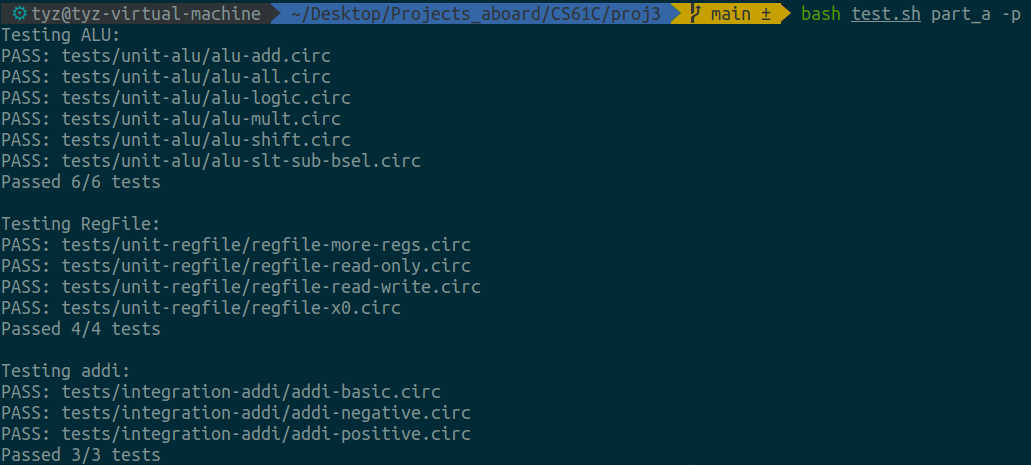 tyz@tyz-virtual-machine ~/Desktop/Projects_aboard/CS61C/proj3 main ± bash test.sh part_a -p
Testing ALU:
PASS: tests/unit-alu/alu-add.circ
PASS: tests/unit-alu/alu-all.circ
PASS: tests/unit-alu/alu-logic.circ
PASS: tests/unit-alu/alu-mult.circ
PASS: tests/unit-alu/alu-shift.circ
PASS: tests/unit-alu/alu-slt-sub-bsel.circ
Passed 6/6 tests
Testing RegFile:
PASS: tests/unit-regfile/regfile-more-regs.circ
PASS: tests/unit-regfile/regfile-read-only.circ
PASS: tests/unit-regfile/regfile-read-write.circ
PASS: tests/unit-regfile/regfile-x0.circ
Passed 4/4 tests
Testing addi:
PASS: tests/integration-addi/addi-basic.circ
PASS: tests/integration-addi/addi-negative.circ
PASS: tests/integration-addi/addi-positive.circ
Passed 3/3 tests